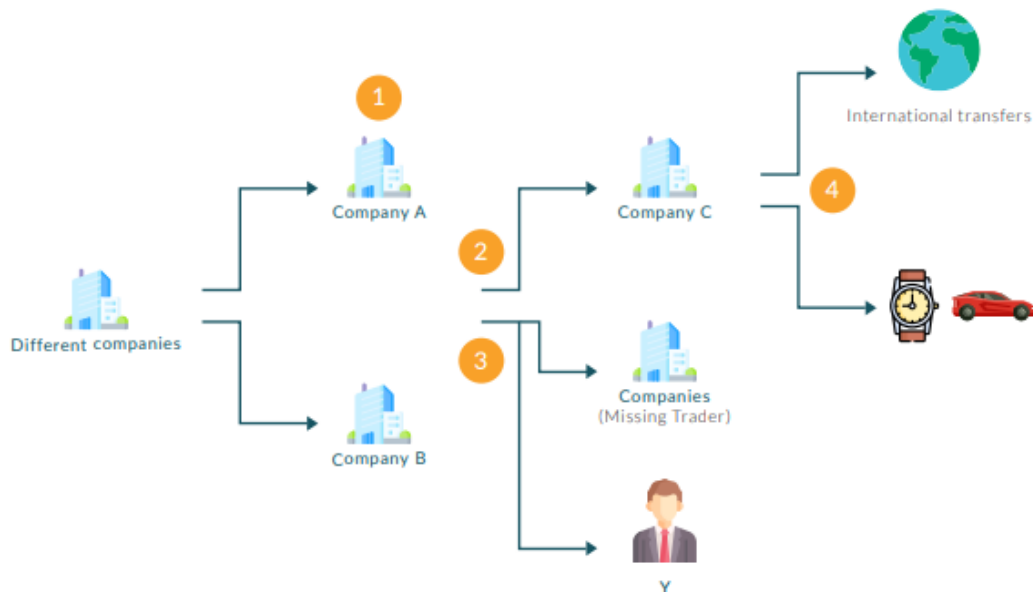 1
Company A
Company C
International transfers
4
2
Different companies
3
Companies
(Missing Trader)
Company B
Y